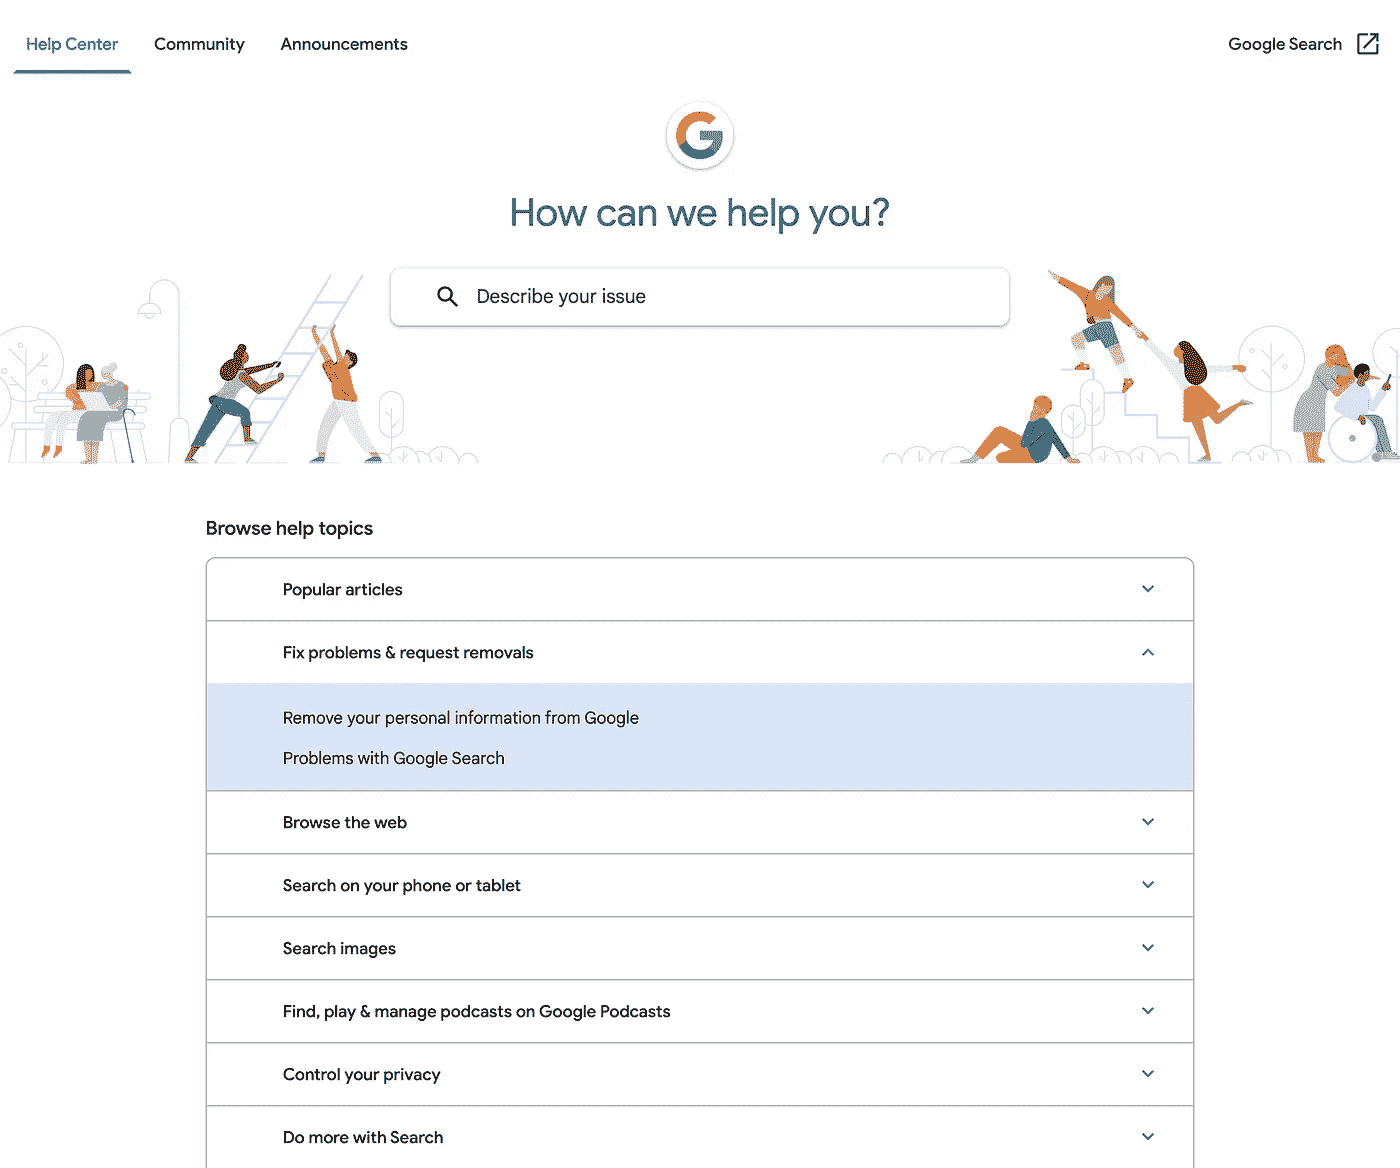 Help Center
Community
Announcements
Google Search
G
How can we help you?
Describe your issue
Browse help topics
Popular articles
Fix problems & request removals
Remove your personal information from Google
Problems with Google Search
Browse the web
Search on your phone or tablet
Search images
Find, play & manage podcasts on Google Podcasts
Control your privacy
Do more with Search